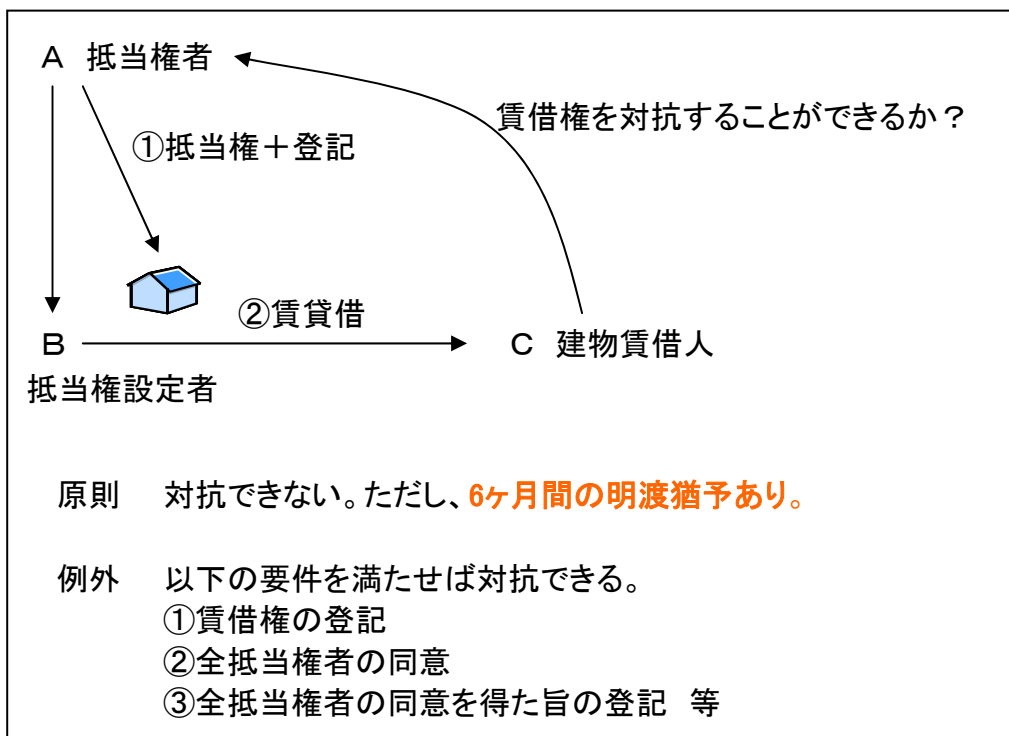 A 抵当権者
賃借権を対抗することができるか？
①抵当権＋登記
②賃貸借
B
C 建物賃借人
抵当権設定者
原則 対抗できない。ただし、6ヶ月間の明渡猶予あり。
例外 以下の要件を満たせば対抗できる。
①賃借権の登記
②全抵当権者の同意
③全抵当権者の同意を得た旨の登記 等